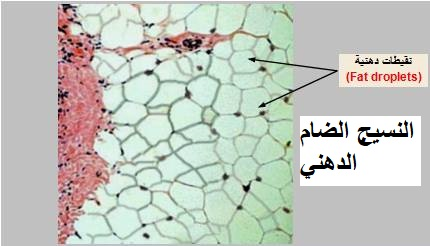 نقيطات دهنية
(Fat droplets)
النسيج الضام
الدهني